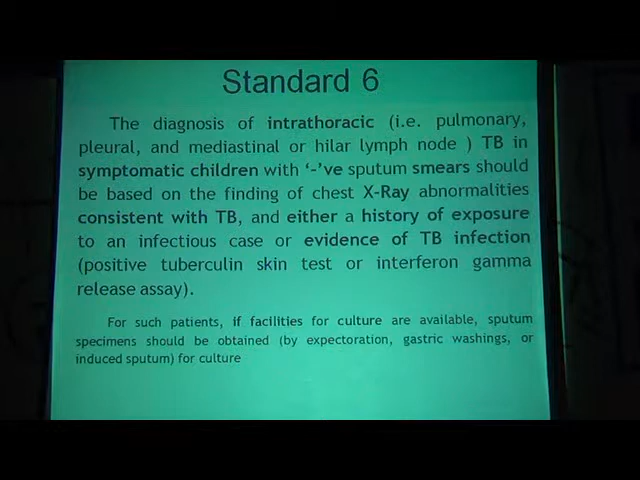 Standard 6
The diagnosis of intrathoracic (i.e. pulmonary,
pleural, and mediastinal or hilar lymph node ) TB in
symptomatic children with ‘-’ve sputum smears should
be based on the finding of chest X-Ray abnormalities
consistent with TB, and either a history of exposure
to an infectious case or evidence of TB infection
(positive tuberculin skin test or interferon gamma
release assay).
For such patients, if facilities for culture are available, sputum
specimens should be obtained (by expectoration, gastric washings, or
induced sputum) for culture